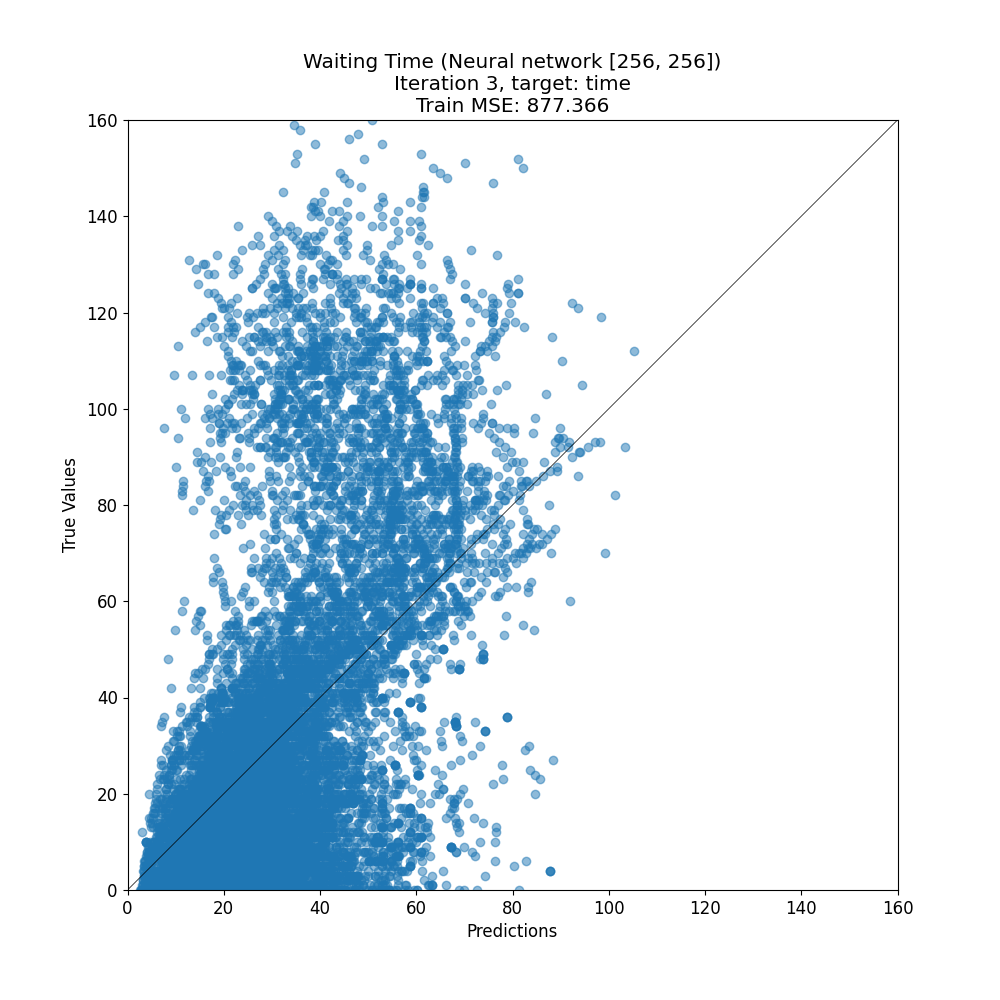 Waiting Time (Neural network [256, 256])
Iteration 3, target: time
Train MSE: 877.366
160
140
120
100
80
60
40
20
0
True Values
0 20 40 60 80 100 120 140 160
Predictions